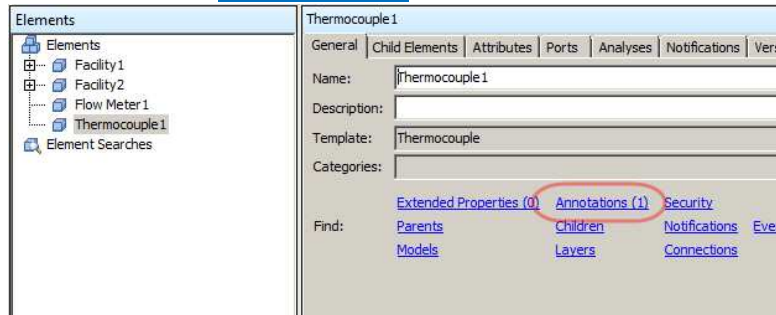 Elements
Elements
Facility1
Facility2
Flow Meter1
Thermocouple1
Element Searches
Thermocouple1
General Child Elements Attributes Ports Analyses Notifications
Name: Thermocouple1
Description:
Template: Thermocouple
Categories:
Extended Properties (0) Annotations (1) Security
Find: Parents Children Notifications
Models Layers Connections